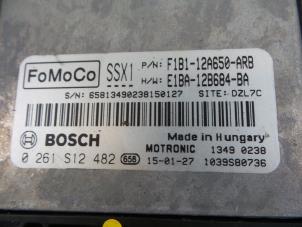 FoMoCo SSX1 P/N: F1B1-12A650-ARB
H/W: E1BA-12B684-BA
S/N: 65813490238150127 SITE: DZL7C
BOSCH Made in Hungary
MOTRONIC 1349 0238
0 261 S12 482 658 15-01-27 1039S80736